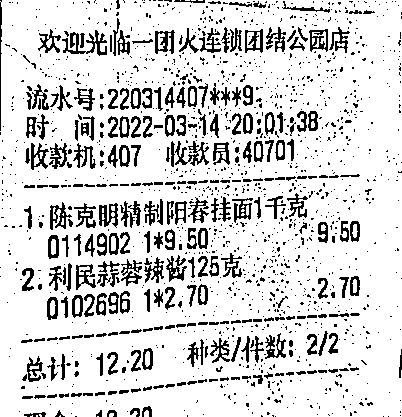 欢迎光临一团火连锁团结公园店
流水号:220314407***9
时 间:2022-03-14 20:01:38
收款机:407 收款员:40701
1.陈克明精制阳春挂面1千克
0114902 1*9.50 9.50
2.利民蒜蓉辣酱125克
0102696 1*2.70 2.70
总计: 12.20 种类/件数: 2/2